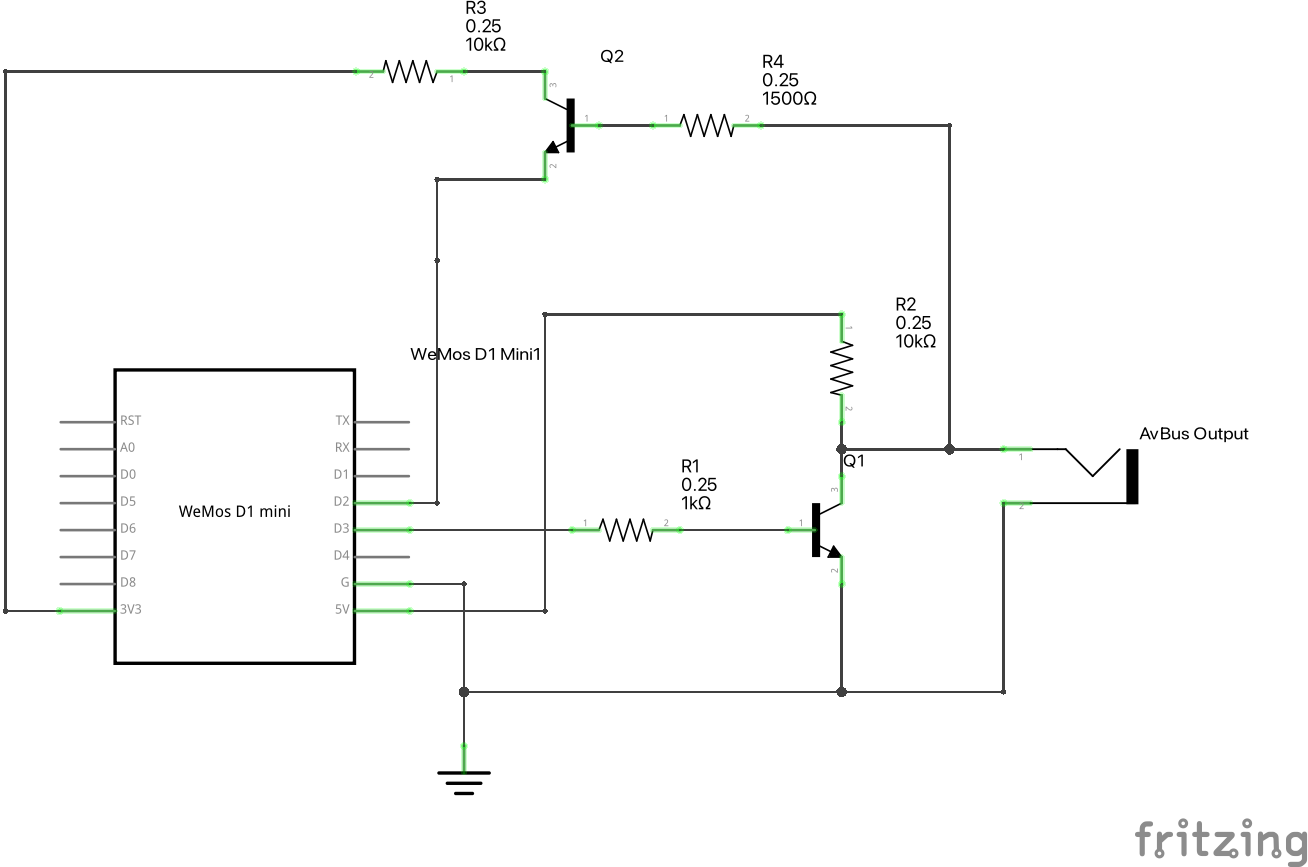 R3
0.25
10kΩ
Q2
R4
0.25
1500Ω
2
1
3
1
1
2
2
R2
0.25
10kΩ
1
WeMos D1 Mini1
2
RST
A0
D0
D5
D6
D7
D8
3V3
WeMos D1 mini
TX
RX
D1
D2
D3
D4
G
5V
R1
0.25
1kΩ
1
2
Q1
3
1
2
AvBus Output
1
2
fritzing